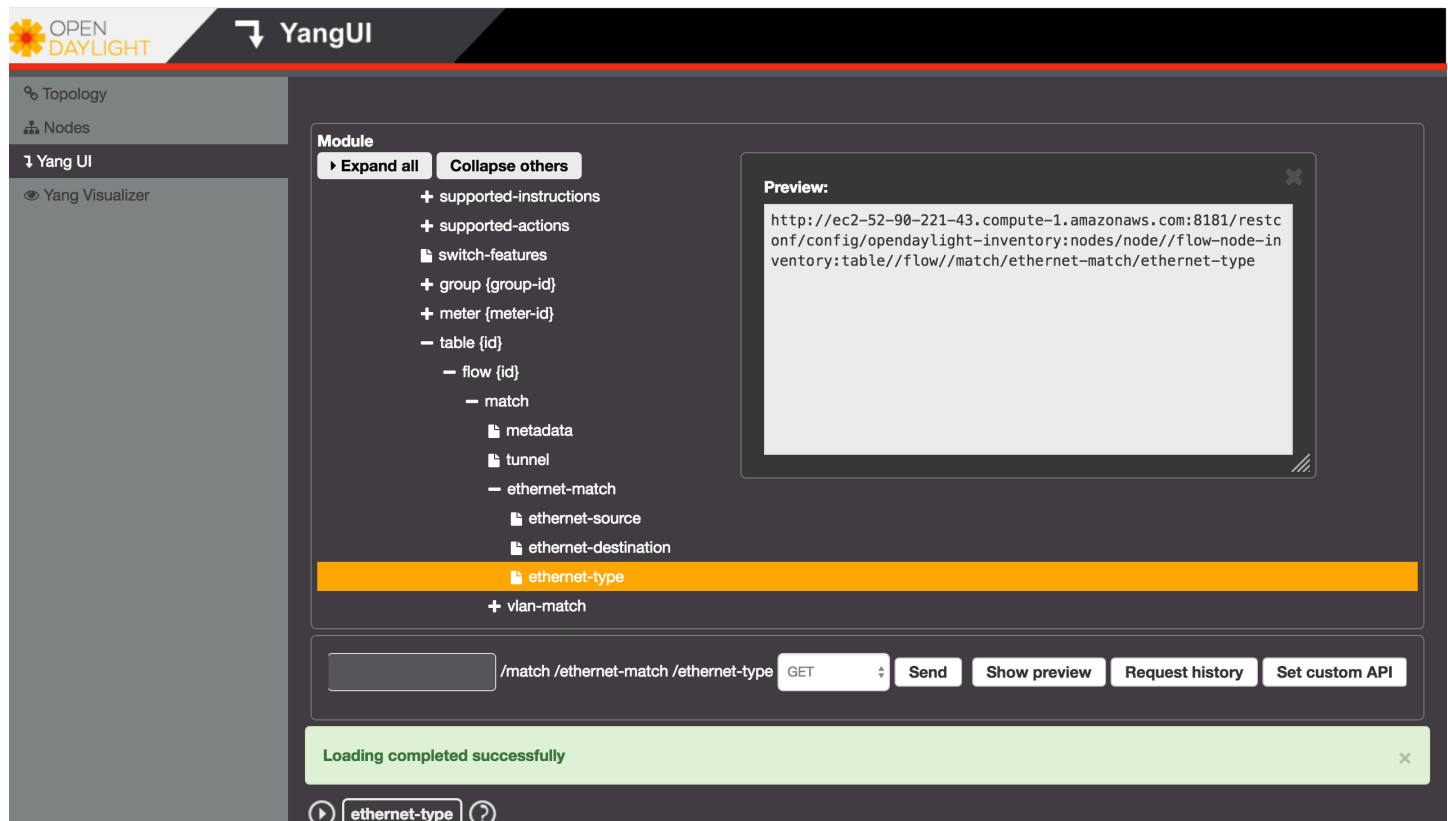 OPEN
DAYLIGHT
YangUI
Topology
Nodes
Yang UI
Yang Visualizer
Module
Expand all
Collapse others
supported-instructions
supported-actions
switch-features
group {group-id}
meter {meter-id}
table {id}
flow {id}
match
metadata
tunnel
ethernet-match
ethernet-source
ethernet-destination
ethernet-type
vlan-match
Preview:
http://ec2-52-90-221-43.compute-1.amazonaws.com:8181/restc
onf/config/opendaylight-inventory:nodes/node//flow-node-in
ventory:table//flow//match/ethernet-match/ethernet-type
/match /ethernet-match /ethernet-type GET Send Show preview Request history Set custom API
Loading completed successfully
ethernet-type